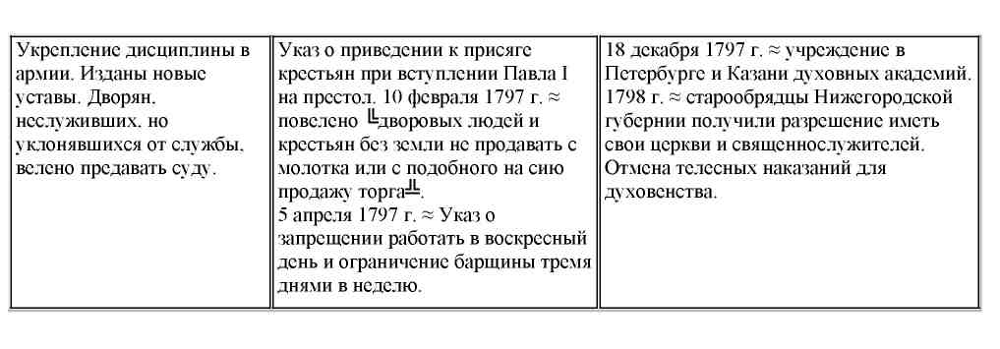 Укрепление дисциплины в
армии. Изданы новые
уставы. Дворян,
неслуживших, но
уклонявшихся от службы,
велено предавать суду.
Указ о приведении к присяге
крестьян при вступлении Павла I
на престол. 10 февраля 1797 г. ≈
повелено ╚дворовых людей и
крестьян без земли не продавать с
молотка или с подобного на сию
продажу торга╩.
5 апреля 1797 г. ≈ Указ о
запрещении работать в воскресный
день и ограничение барщины тремя
днями в неделю.
18 декабря 1797 г. ≈ учреждение в
Петербурге и Казани духовных академий.
1798 г. ≈ старообрядцы Нижегородской
губернии получили разрешение иметь
свои церкви и священнослужителей.
Отмена телесных наказаний для
духовенства.